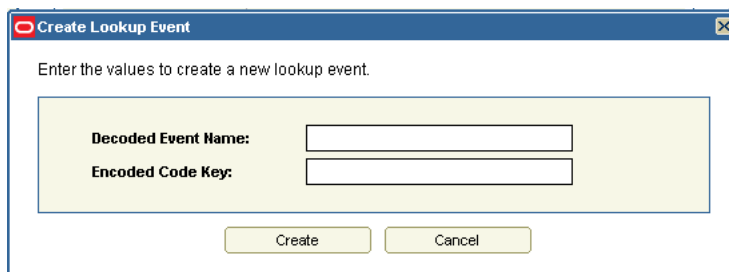 Create Lookup Event
Enter the values to create a new lookup event.
Decoded Event Name:
Encoded Code Key:
Create Cancel